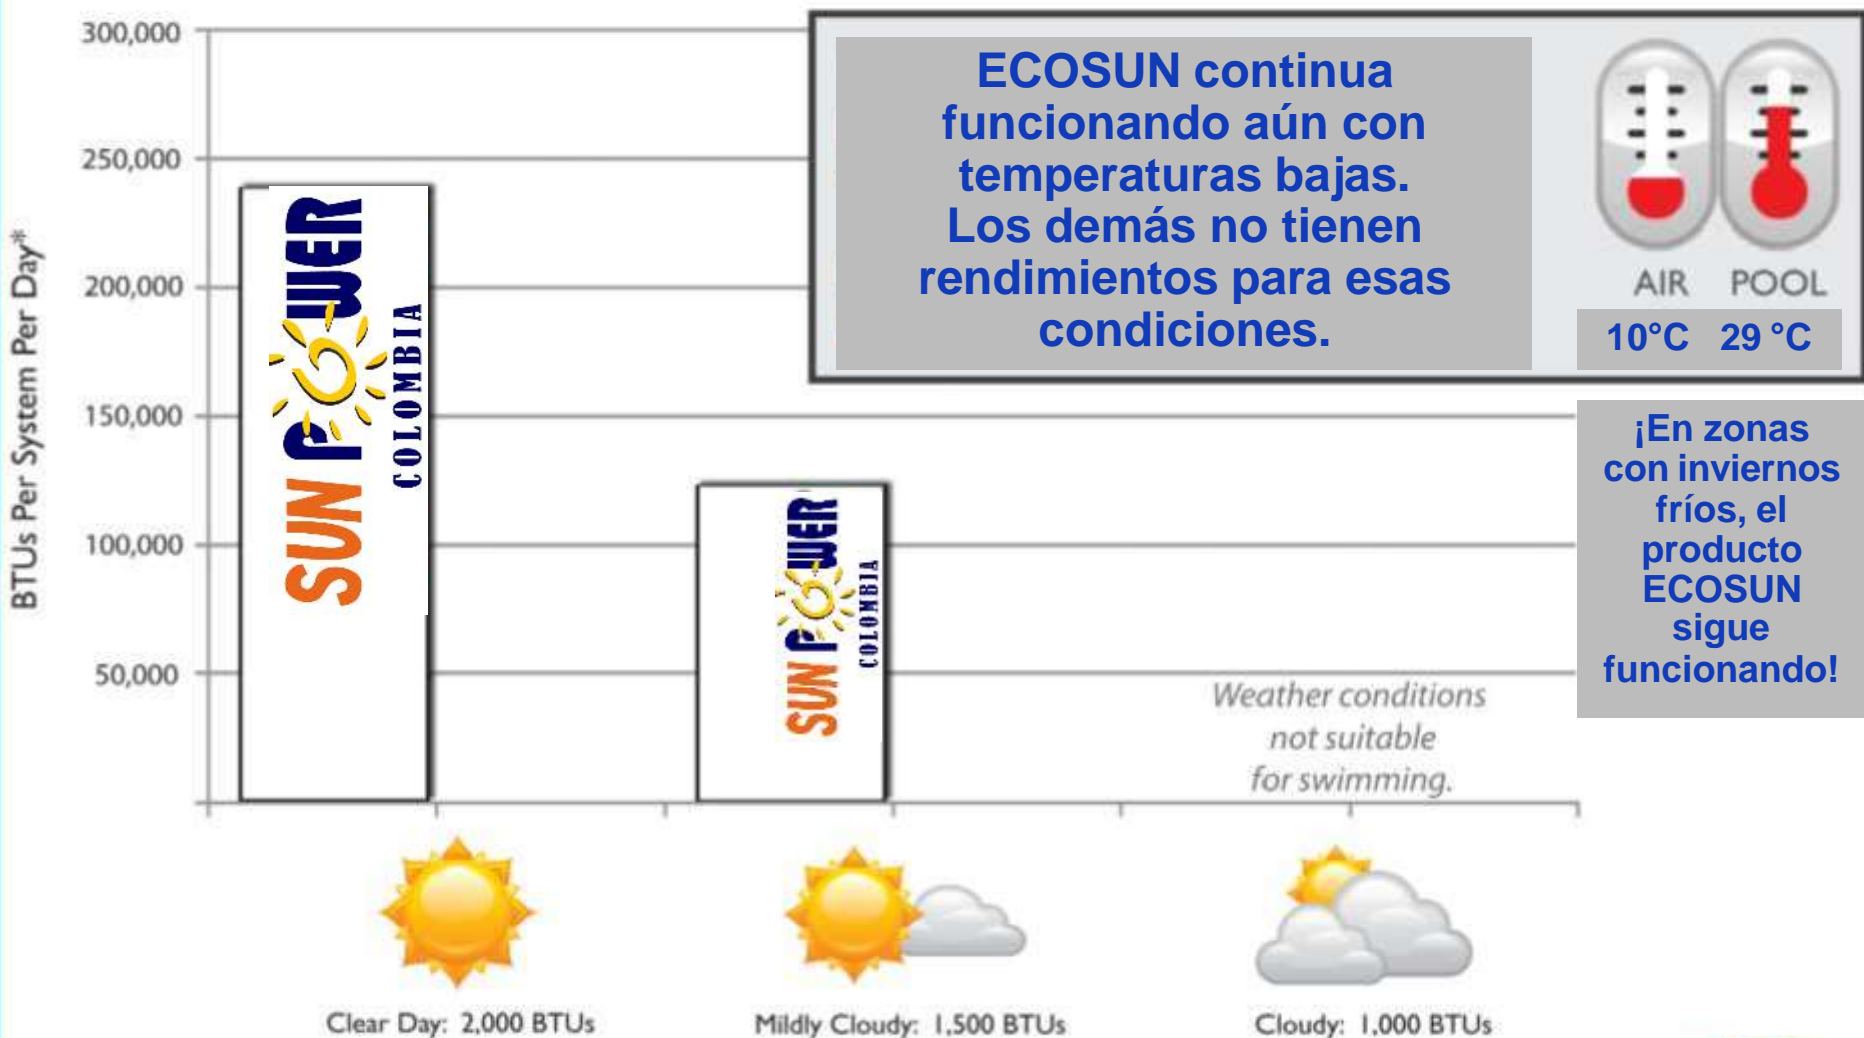 300,000
250,000
200,000
150,000
100,000
50,000
BTUs Per System Per Day*
SUN POWER
COLOMBIA
SUN POWER
COLOMBIA
ECOSUN continua
funcionando aún con
temperaturas bajas.
Los demás no tienen
rendimientos para esas
condiciones.
AIR POOL
10°C 29 °C
¡En zonas
con inviernos
fríos, el
producto
ECOSUN
sigue
funcionando!
Weather conditions
not suitable
for swimming.
Clear Day: 2,000 BTUs
Mildly Cloudy: 1,500 BTUs
Cloudy: 1,000 BTUs